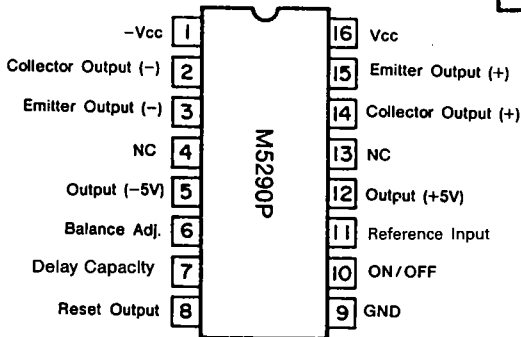 -Vcc 1
Collector Output (-) 2
Emitter Output (-) 3
NC 4
Output (-5V) 5
Balance Adj. 6
Delay Capacity 7
Reset Output 8
M5290P
16 Vcc
15 Emitter Output (+)
14 Collector Output (+)
13 NC
12 Output (+5V)
11 Reference Input
10 ON/OFF
9 GND